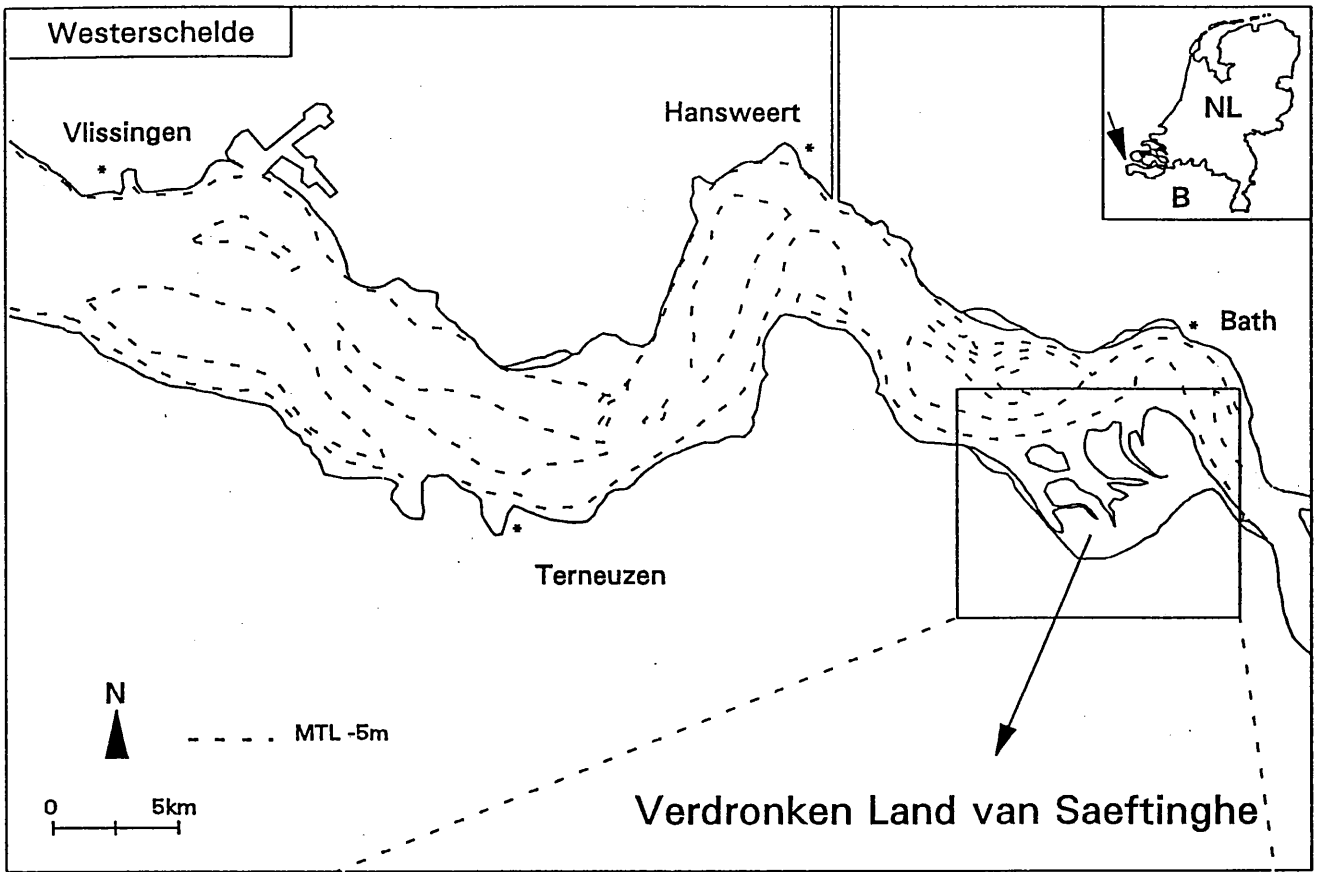 Westerschelde
Vlissingen
Hansweert
NL
B
Bath
Terneuzen
N
MTL -5m
0 5km
Verdronken Land van Saeftinghe